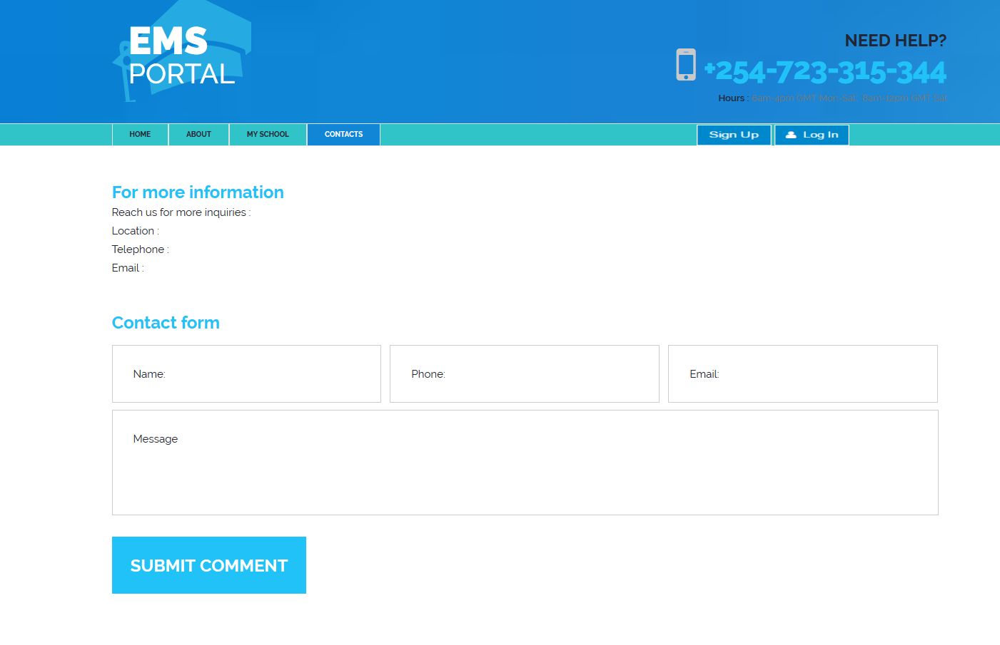 EMS
PORTAL
NEED HELP?
+254-723-315-344
Hours : 6am-4pm GMT Mon-Sat, 8am-12pm GMT Sat
HOME
ABOUT
MY SCHOOL
CONTACTS
Sign Up
Log In
For more information
Reach us for more inquiries :
Location :
Telephone :
Email :
Contact form
Name:
Phone:
Email:
Message
SUBMIT COMMENT